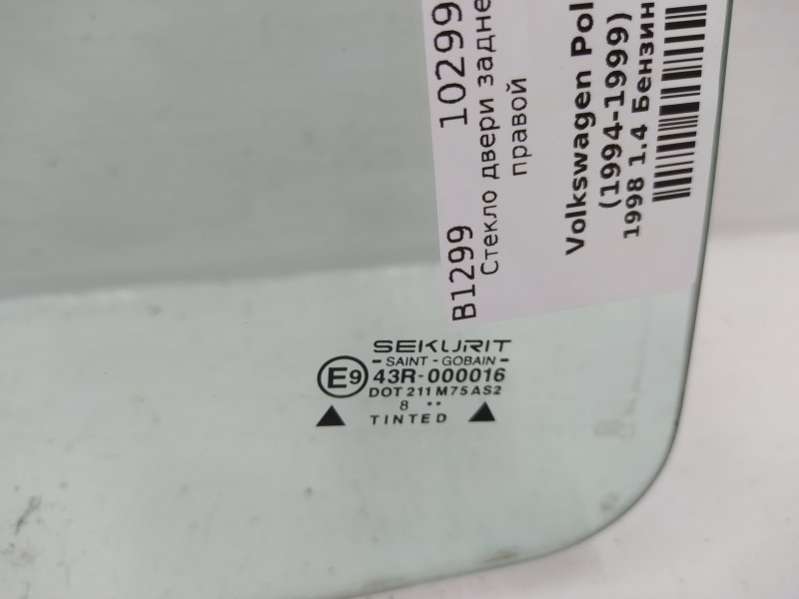 B1299 10299
Стекло двери задне
правой
Volkswagen Pol
(1994-1999)
1998 1.4 Бензин
SEKURIT
- SAINT - GOBAIN -
E9 43R-000016
DOT 211 M75 AS2
8 ••
TINTED